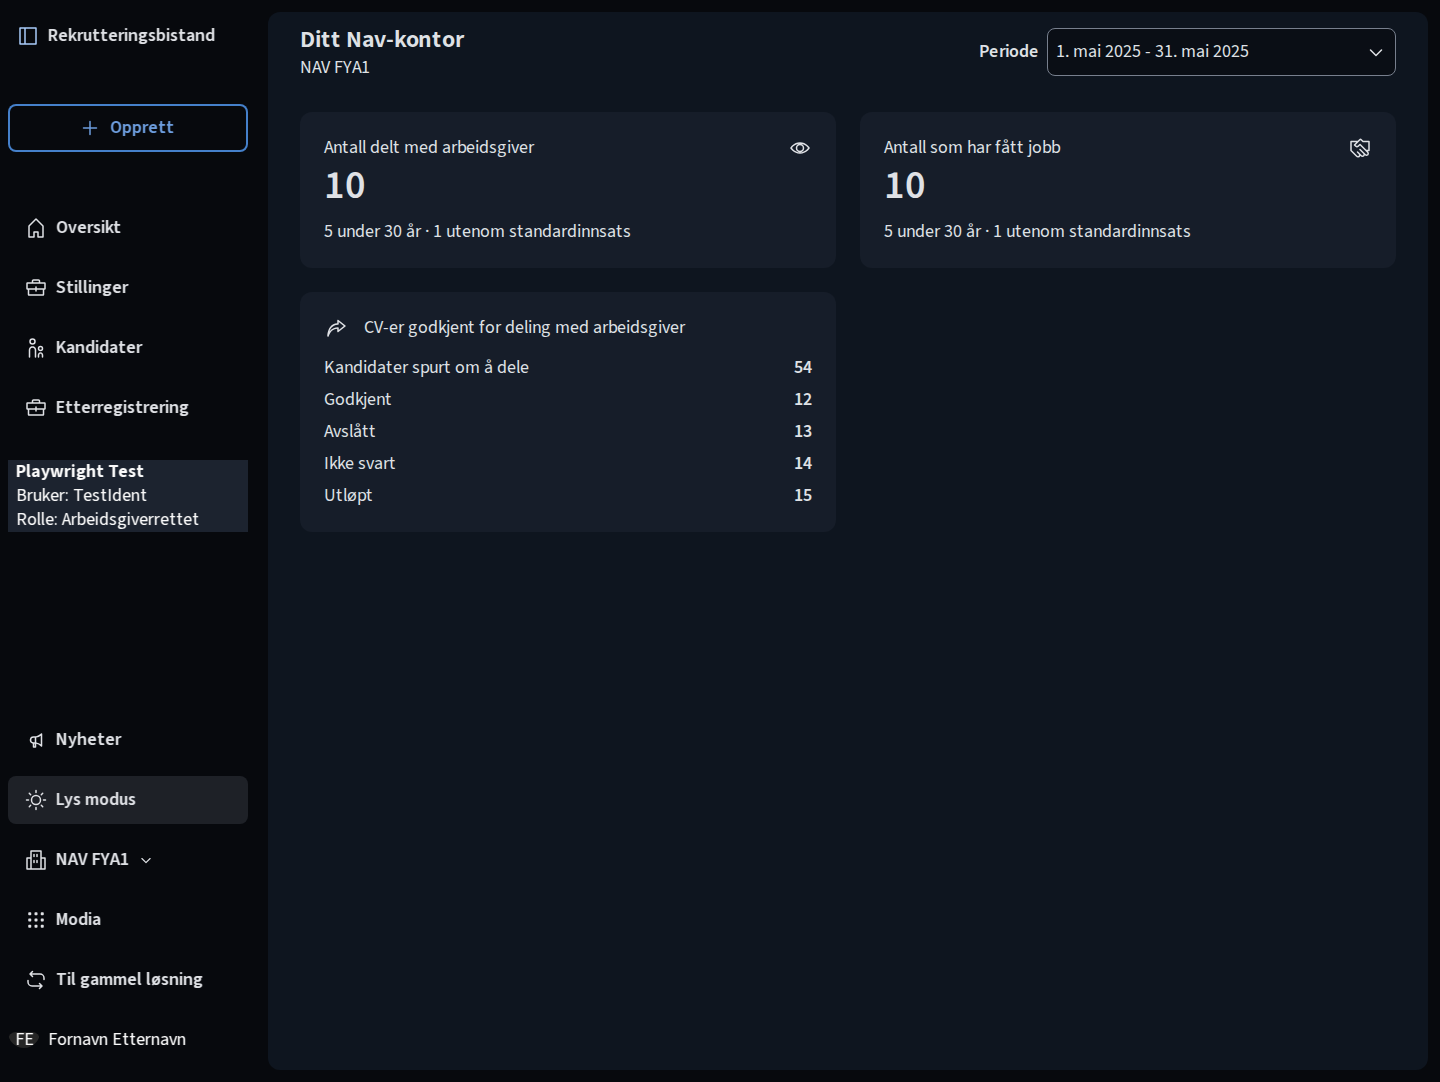 Rekrutteringsbistand
Opprett
Oversikt
Stillinger
Kandidater
Etterregistrering
Playwright Test
Bruker: TestIdent
Rolle: Arbeidsgiverrettet
Nyheter
Lys modus
NAV FYA1
Modia
Til gammel løsning
FE Fornavn Etternavn
Ditt Nav-kontor
NAV FYA1
Periode 1. mai 2025 - 31. mai 2025
Antall delt med arbeidsgiver
10
5 under 30 år · 1 utenom standardinnsats
Antall som har fått jobb
10
5 under 30 år · 1 utenom standardinnsats
CV-er godkjent for deling med arbeidsgiver
Kandidater spurt om å dele 54
Godkjent 12
Avslått 13
Ikke svart 14
Utløpt 15